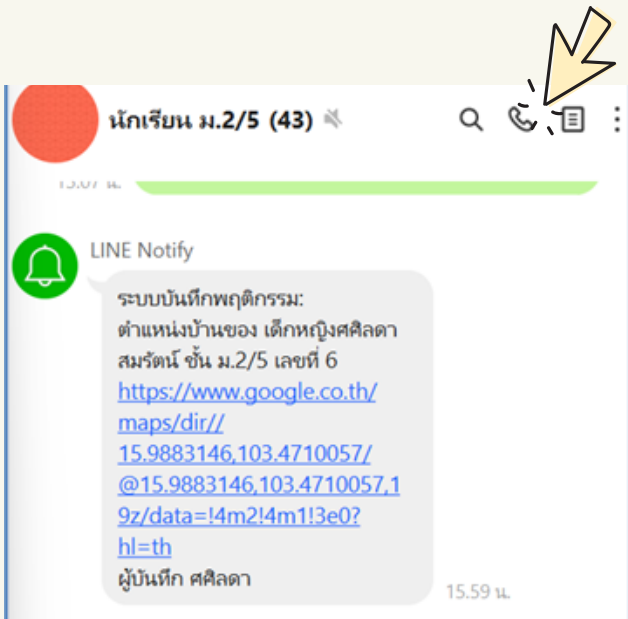 นักเรียน ม.2/5 (43)
15.07 น.
LINE Notify
ระบบบันทึกพฤติกรรม:
ตำแหน่งบ้านของ เด็กหญิงศศิลดา
สมรัตน์ ชั้น ม.2/5 เลขที่ 6
https://www.google.co.th/
maps/dir//
15.9883146,103.4710057/
@15.9883146,103.4710057,1
9z/data=!4m2!4m1!3e0?
hl=th
ผู้บันทึก ศศิลดา
15.59 น.